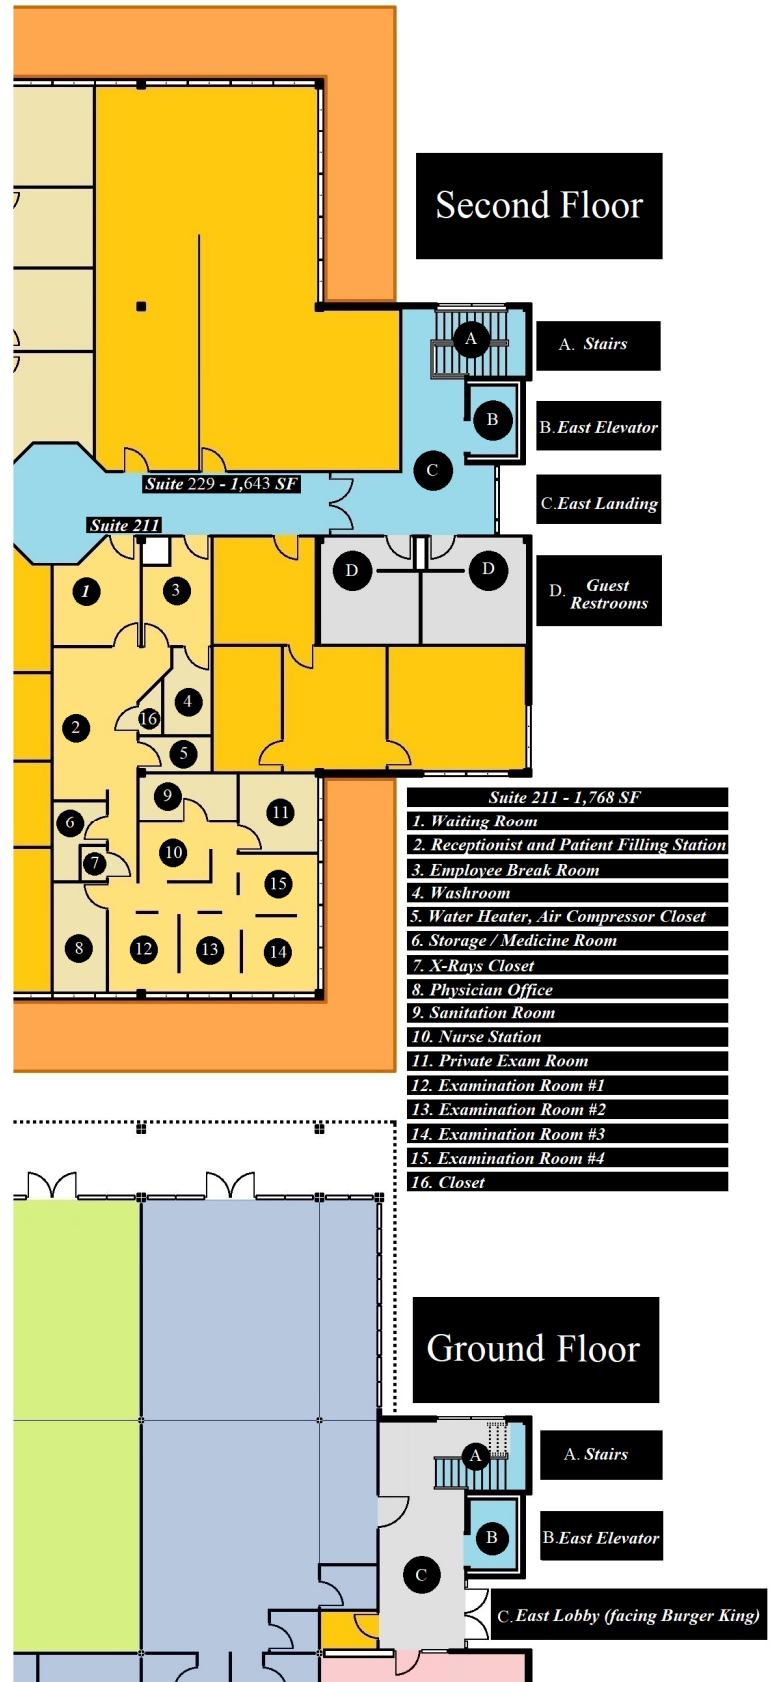 Second Floor
A
A. Stairs
B
B.East Elevator
C
Suite 229 - 1,643 SF
C.East Landing
Suite 211
D
D
D. Guest
Restrooms
1
3
4
16
2
5
Suite 211 - 1,768 SF
9
1. Waiting Room
6
11
2. Receptionist and Patient Filling Station
10
3. Employee Break Room
7
15
4. Washroom
5. Water Heater, Air Compressor Closet
6. Storage / Medicine Room
8
12
13
14
7. X-Rays Closet
8. Physician Office
9. Sanitation Room
10. Nurse Station
11. Private Exam Room
12. Examination Room #1
13. Examination Room #2
14. Examination Room #3
15. Examination Room #4
16. Closet
Ground Floor
A
A. Stairs
B
B.East Elevator
C
C.East Lobby (facing Burger King)